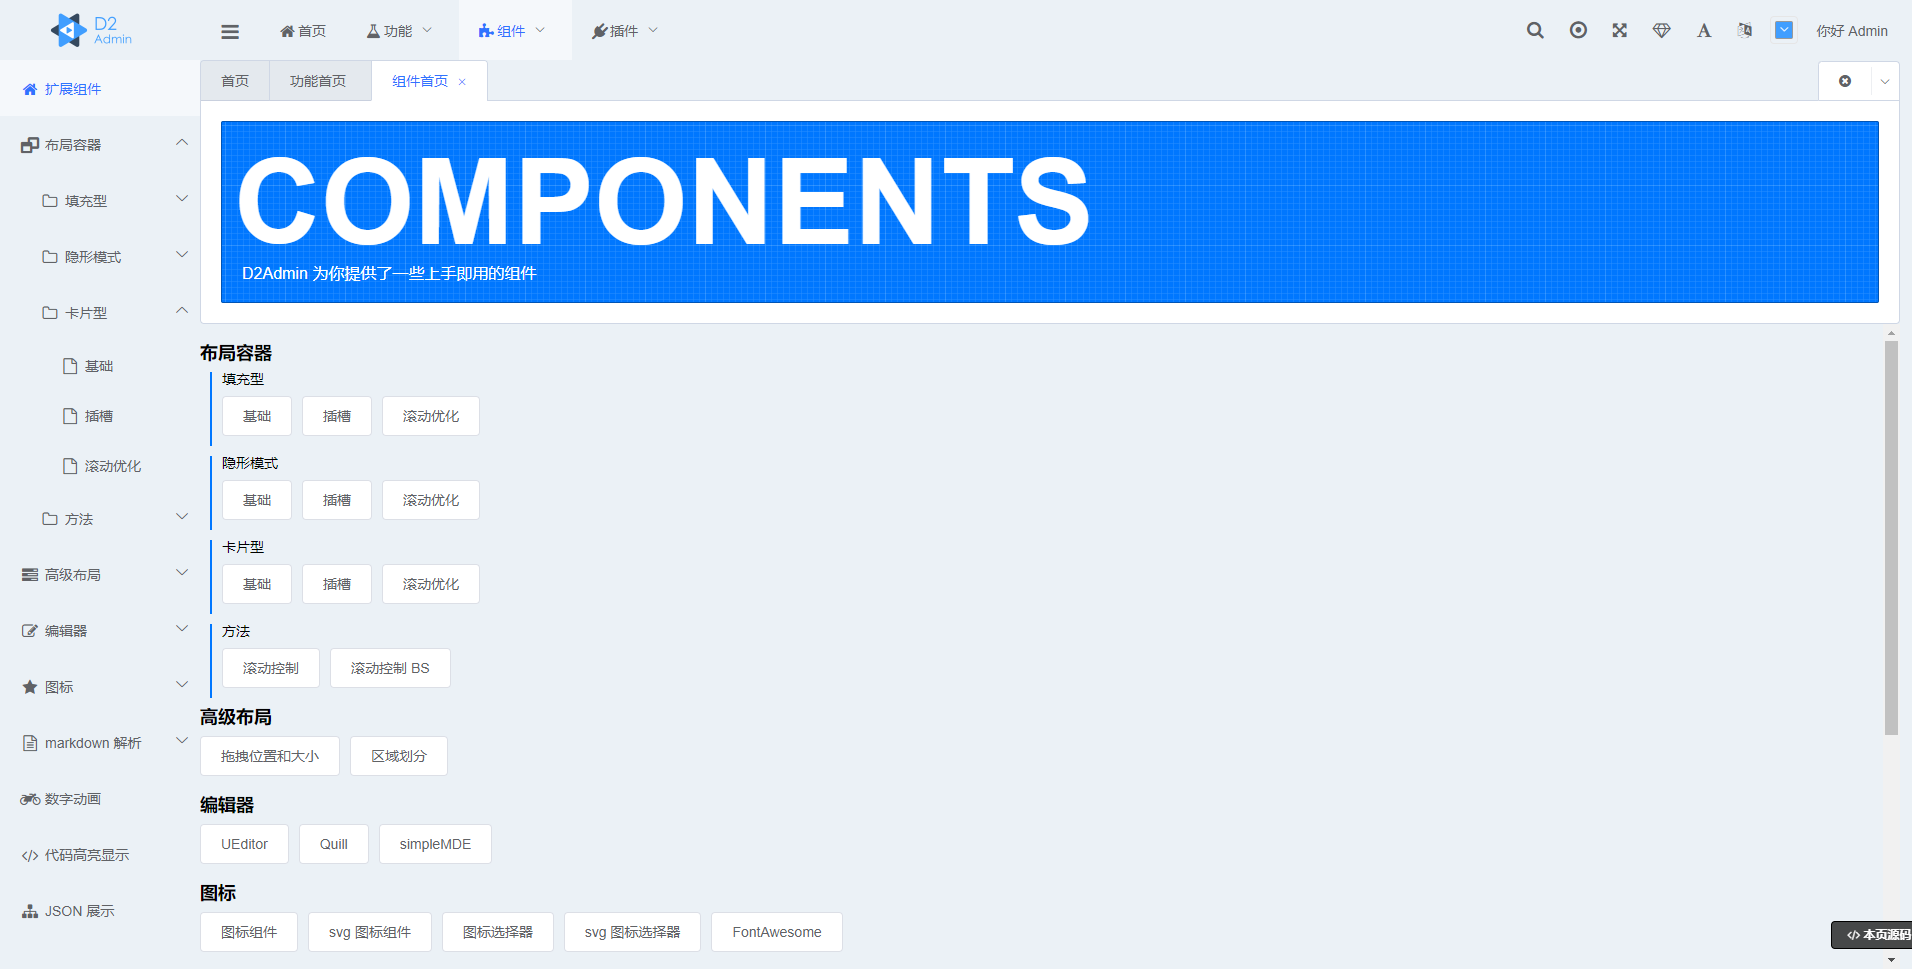 D2
Admin
首页
功能
组件
插件
你好 Admin
扩展组件
布局容器
填充型
隐形模式
卡片型
基础
插槽
滚动优化
方法
高级布局
编辑器
图标
markdown 解析
数字动画
代码高亮显示
JSON 展示
首页
功能首页
组件首页
COMPONENTS
D2Admin 为你提供了一些上手即用的组件
布局容器
填充型
基础 插槽 滚动优化
隐形模式
基础 插槽 滚动优化
卡片型
基础 插槽 滚动优化
方法
滚动控制 滚动控制 BS
高级布局
拖拽位置和大小 区域划分
编辑器
UEditor Quill simpleMDE
图标
图标组件 svg 图标组件 图标选择器 svg 图标选择器 FontAwesome
本页源码